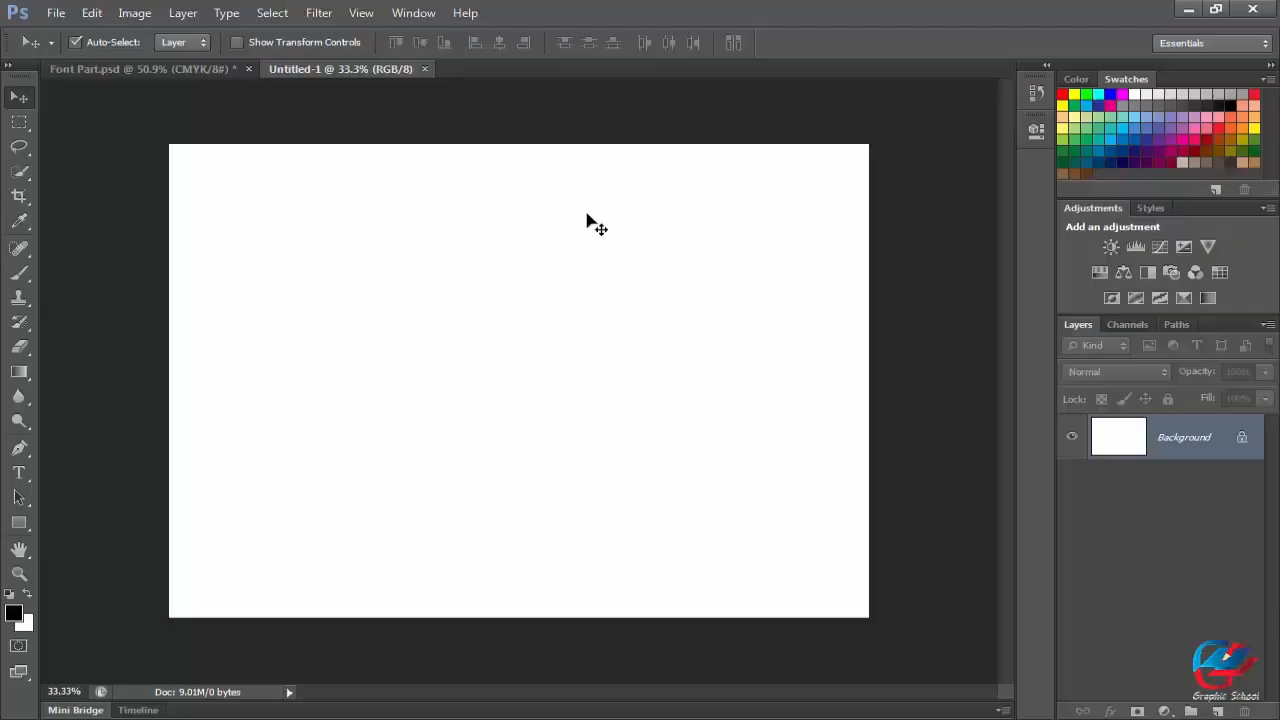 Ps File Edit Image Layer Type Select Filter View Window Help
Auto-Select: Layer Show Transform Controls Essentials
Font Part.psd @ 50.9% (CMYK/8#) * × Untitled-1 @ 33.3% (RGB/8) ×
Color Swatches
Adjustments Styles
Add an adjustment
Layers Channels Paths
Kind
Normal Opacity: 100%
Lock: Fill: 100%
Background
T
33.33% Doc: 9.01M/0 bytes
Mini Bridge Timeline
Graphic School
fx